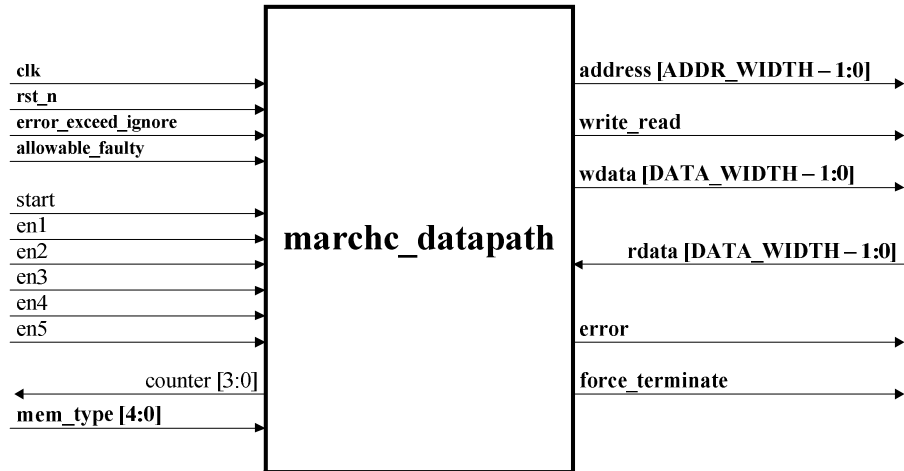 clk
rst_n
error_exceed_ignore
allowable_faulty
start
en1
en2
en3
en4
en5
counter [3:0]
mem_type [4:0]
marchc_datapath
address [ADDR_WIDTH – 1:0]
write_read
wdata [DATA_WIDTH – 1:0]
rdata [DATA_WIDTH – 1:0]
error
force_terminate